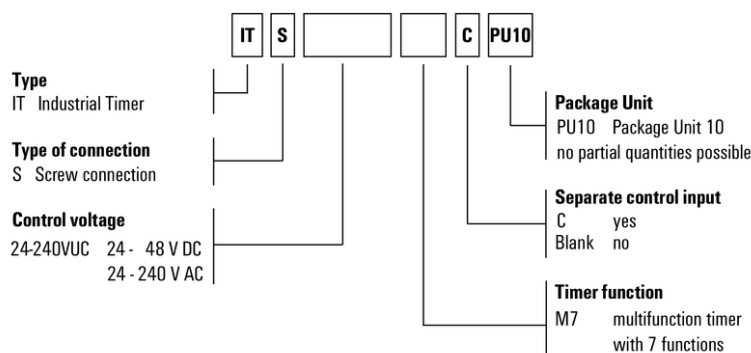 IT S C PU10
Type
IT Industrial Timer
Type of connection
S Screw connection
Control voltage
24-240VUC 24 - 48 V DC
24 - 240 V AC
Package Unit
PU10 Package Unit 10
no partial quantities possible
Separate control input
C yes
Blank no
Timer function
M7 multifunction timer
with 7 functions